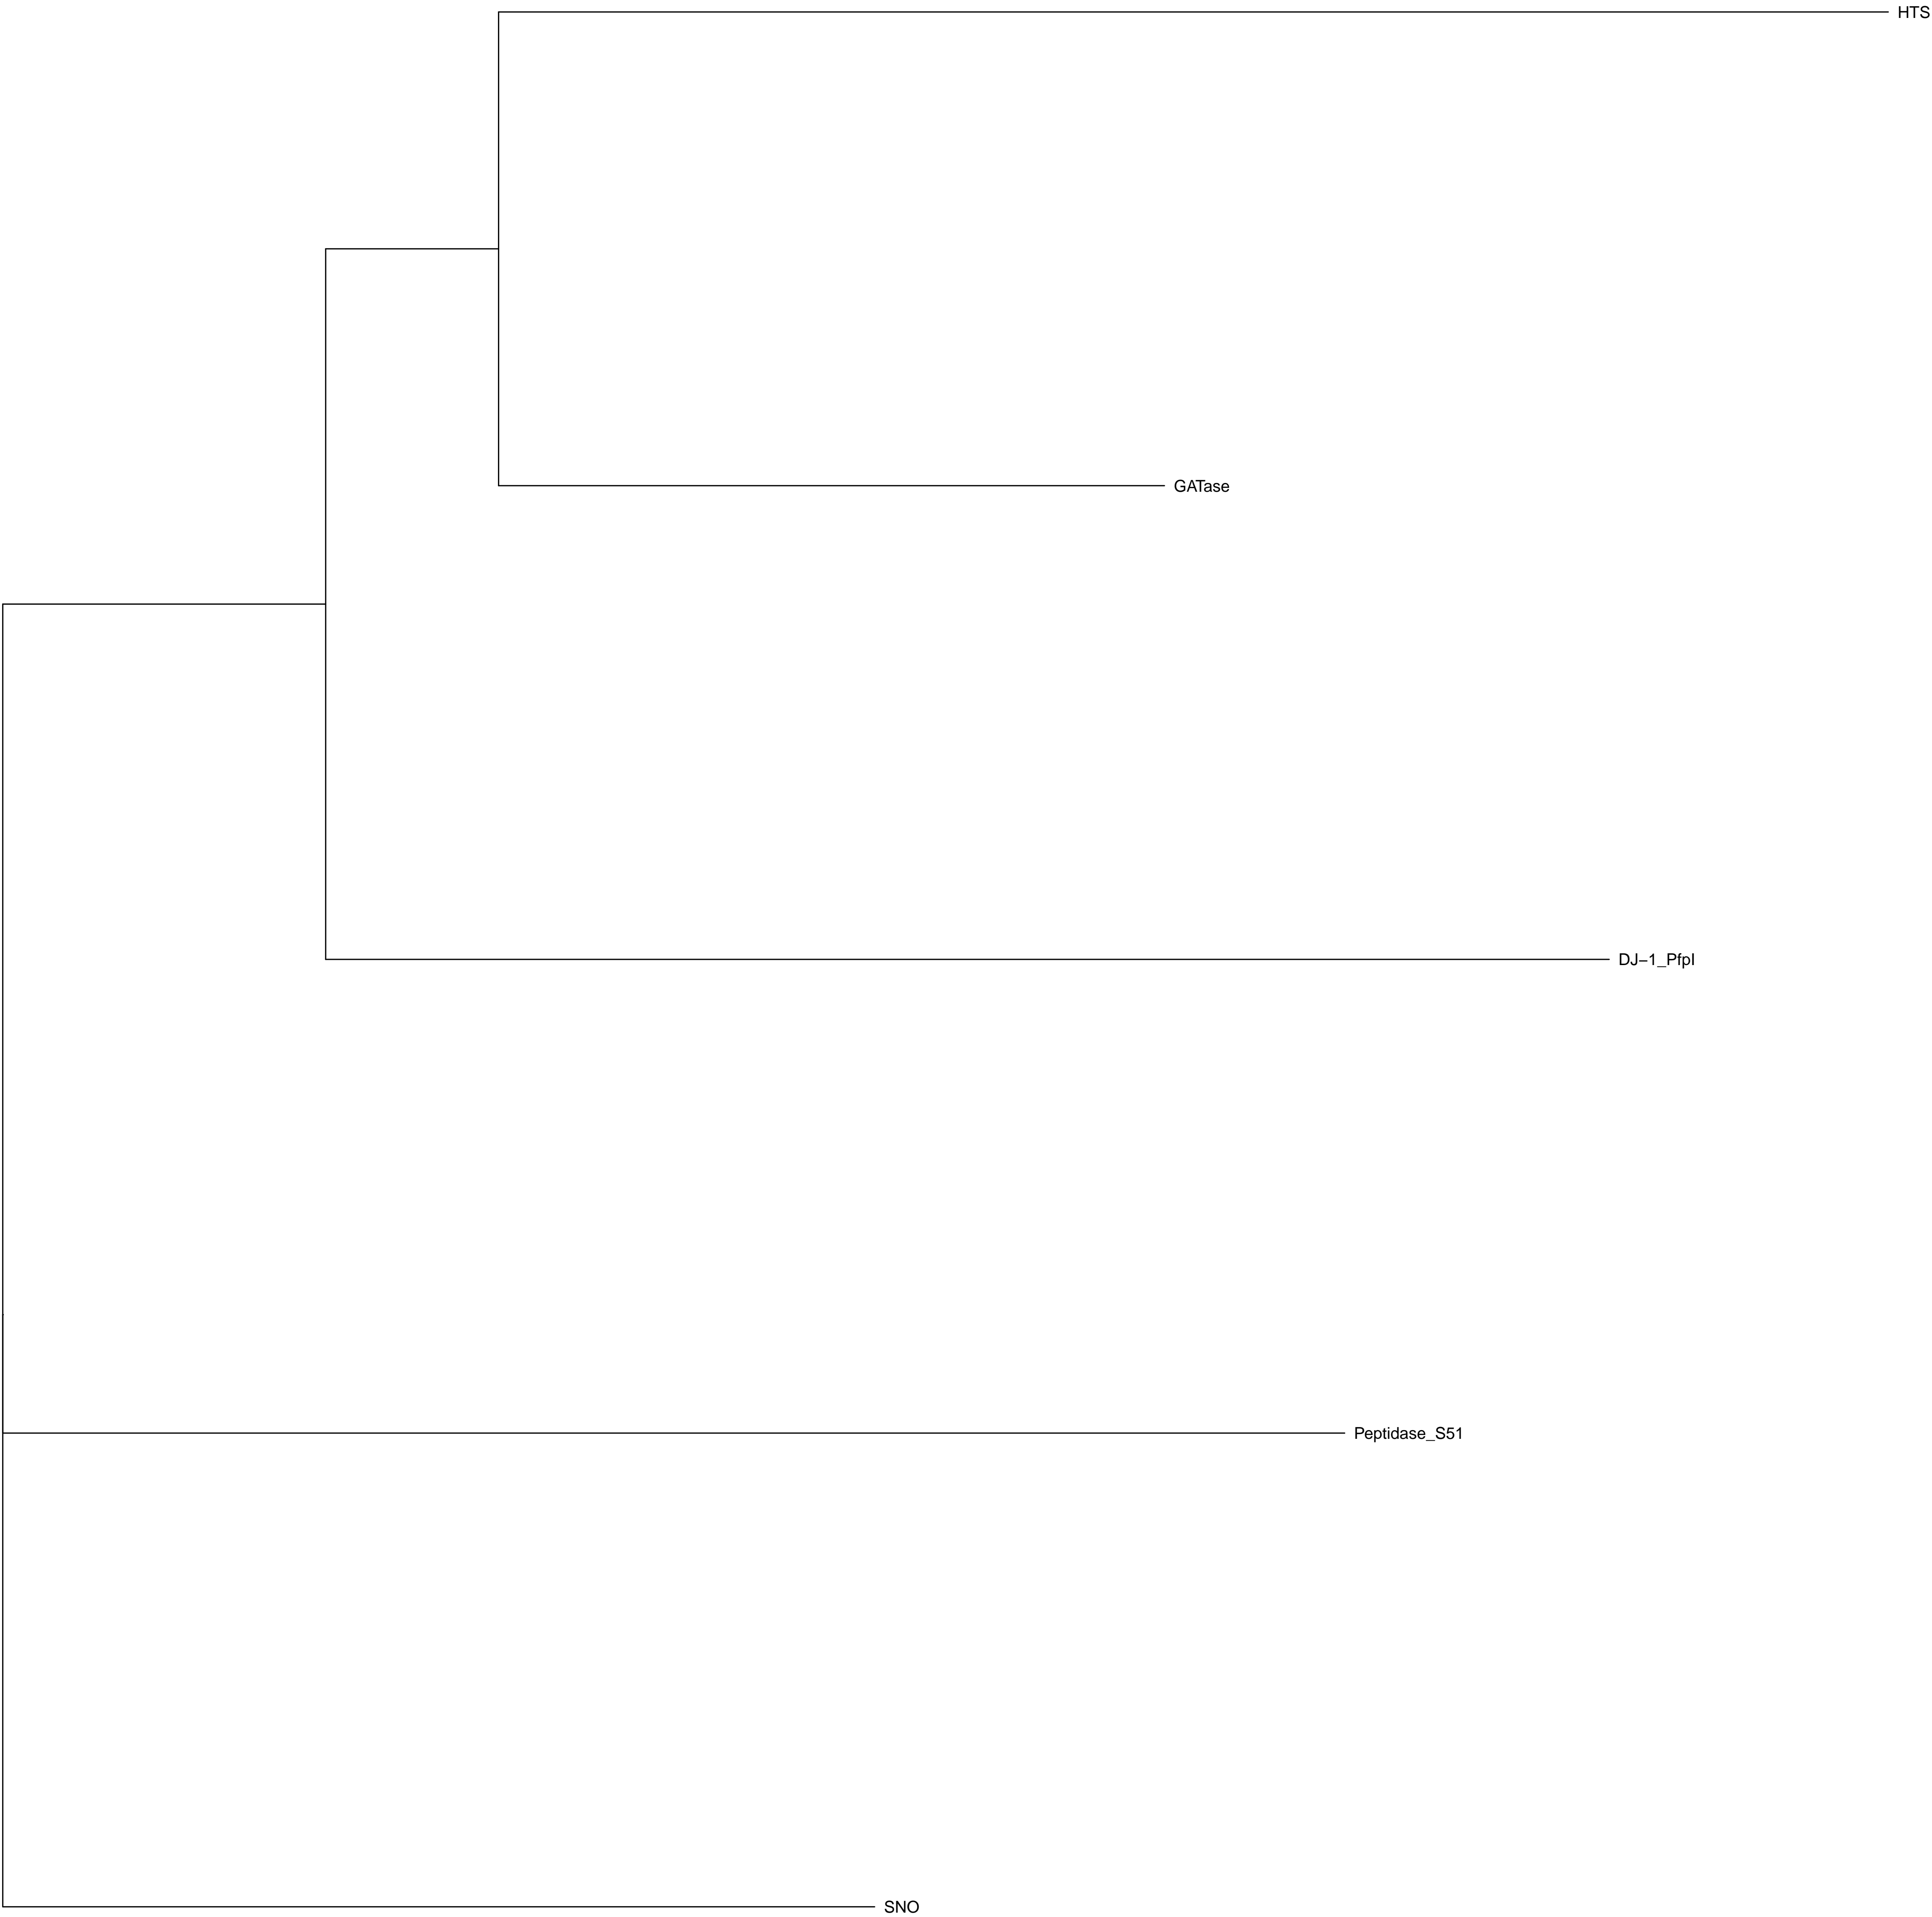 HTS
GATase
DJ−1_PfpI
Peptidase_S51
SNO